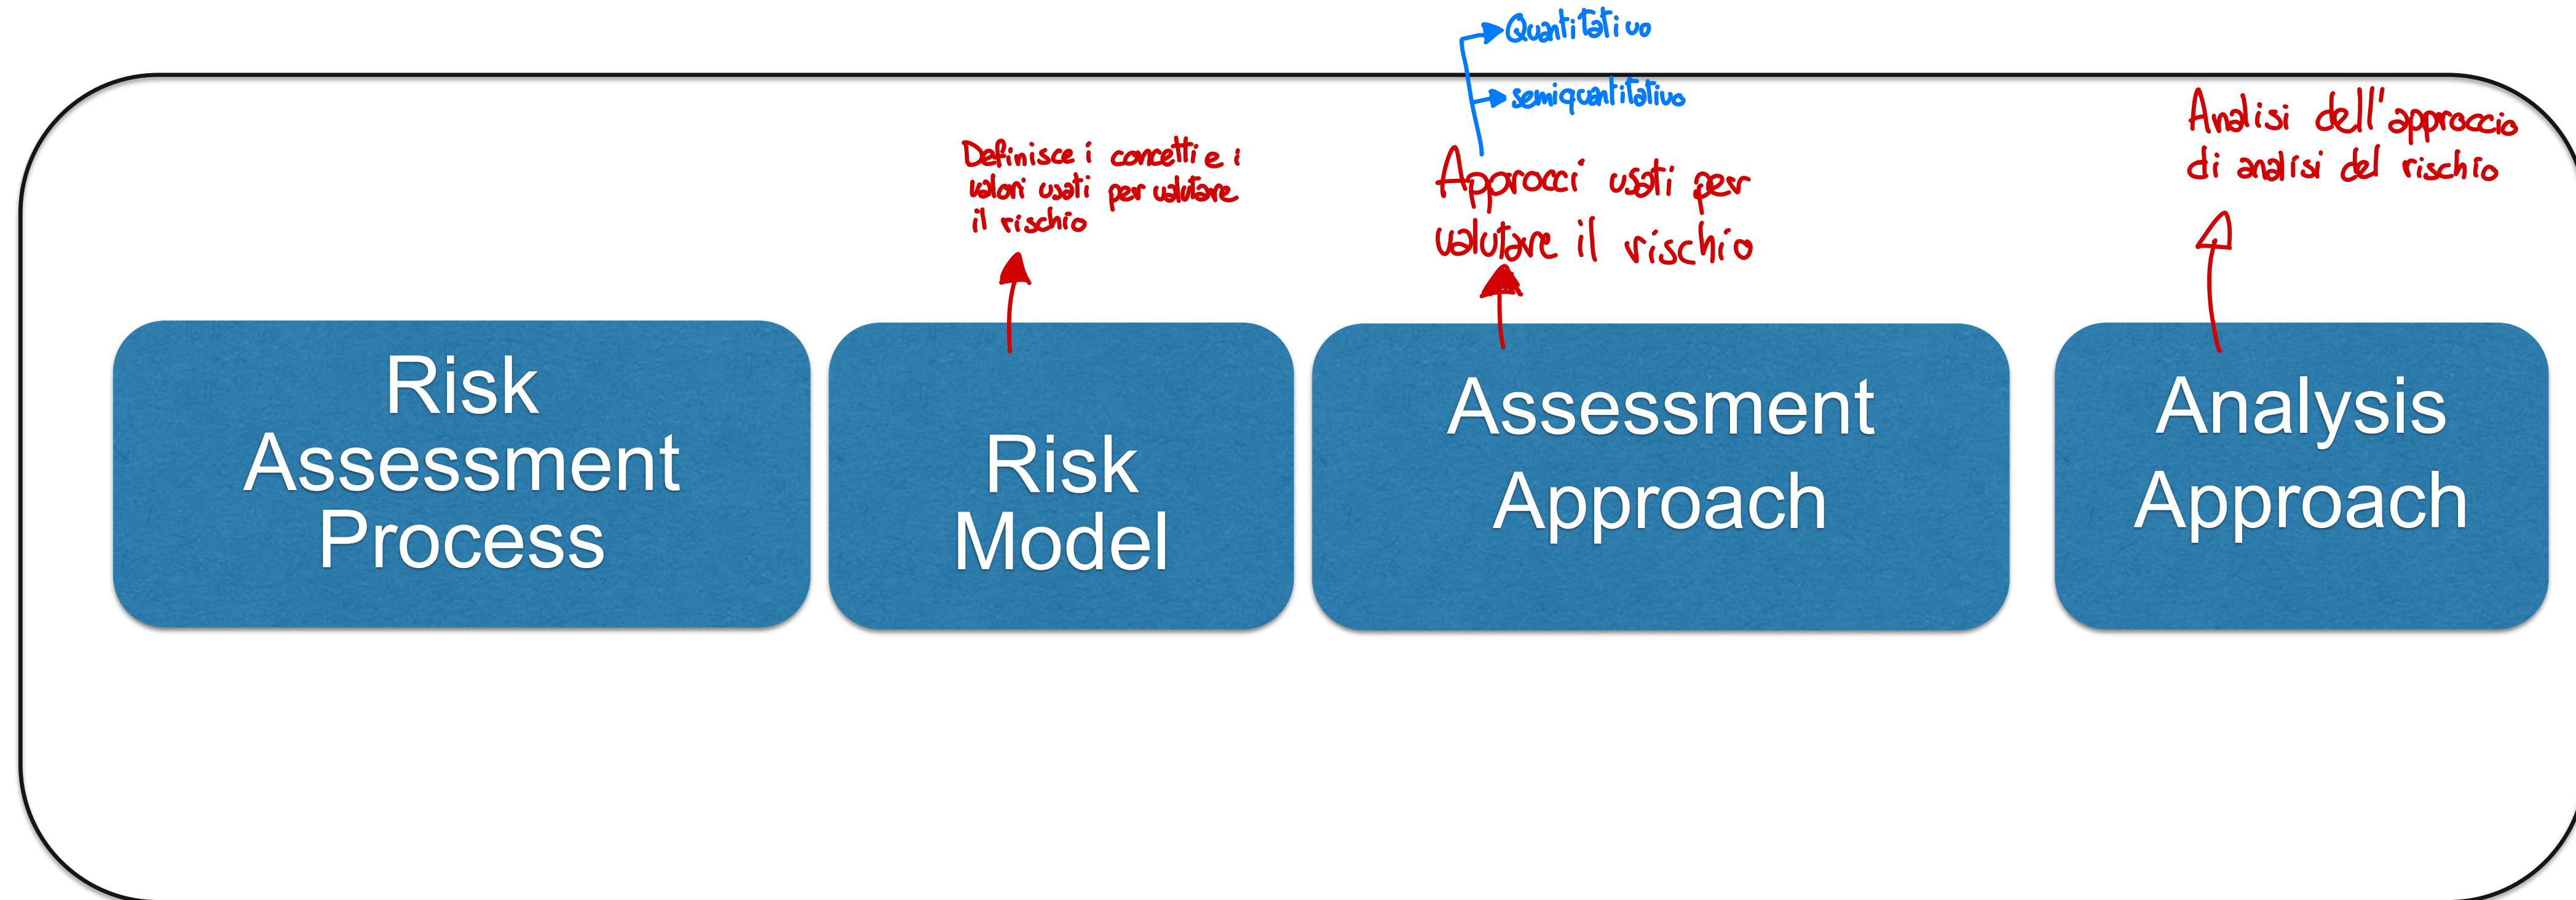 Quantitativo
semiquantitativo
Definisce i concetti e i
valori usati per valutare
il rischio
Approcci usati per
valutare il rischio
Analisi dell'approccio
di analisi del rischio
Risk
Assessment
Process
Risk
Model
Assessment
Approach
Analysis
Approach